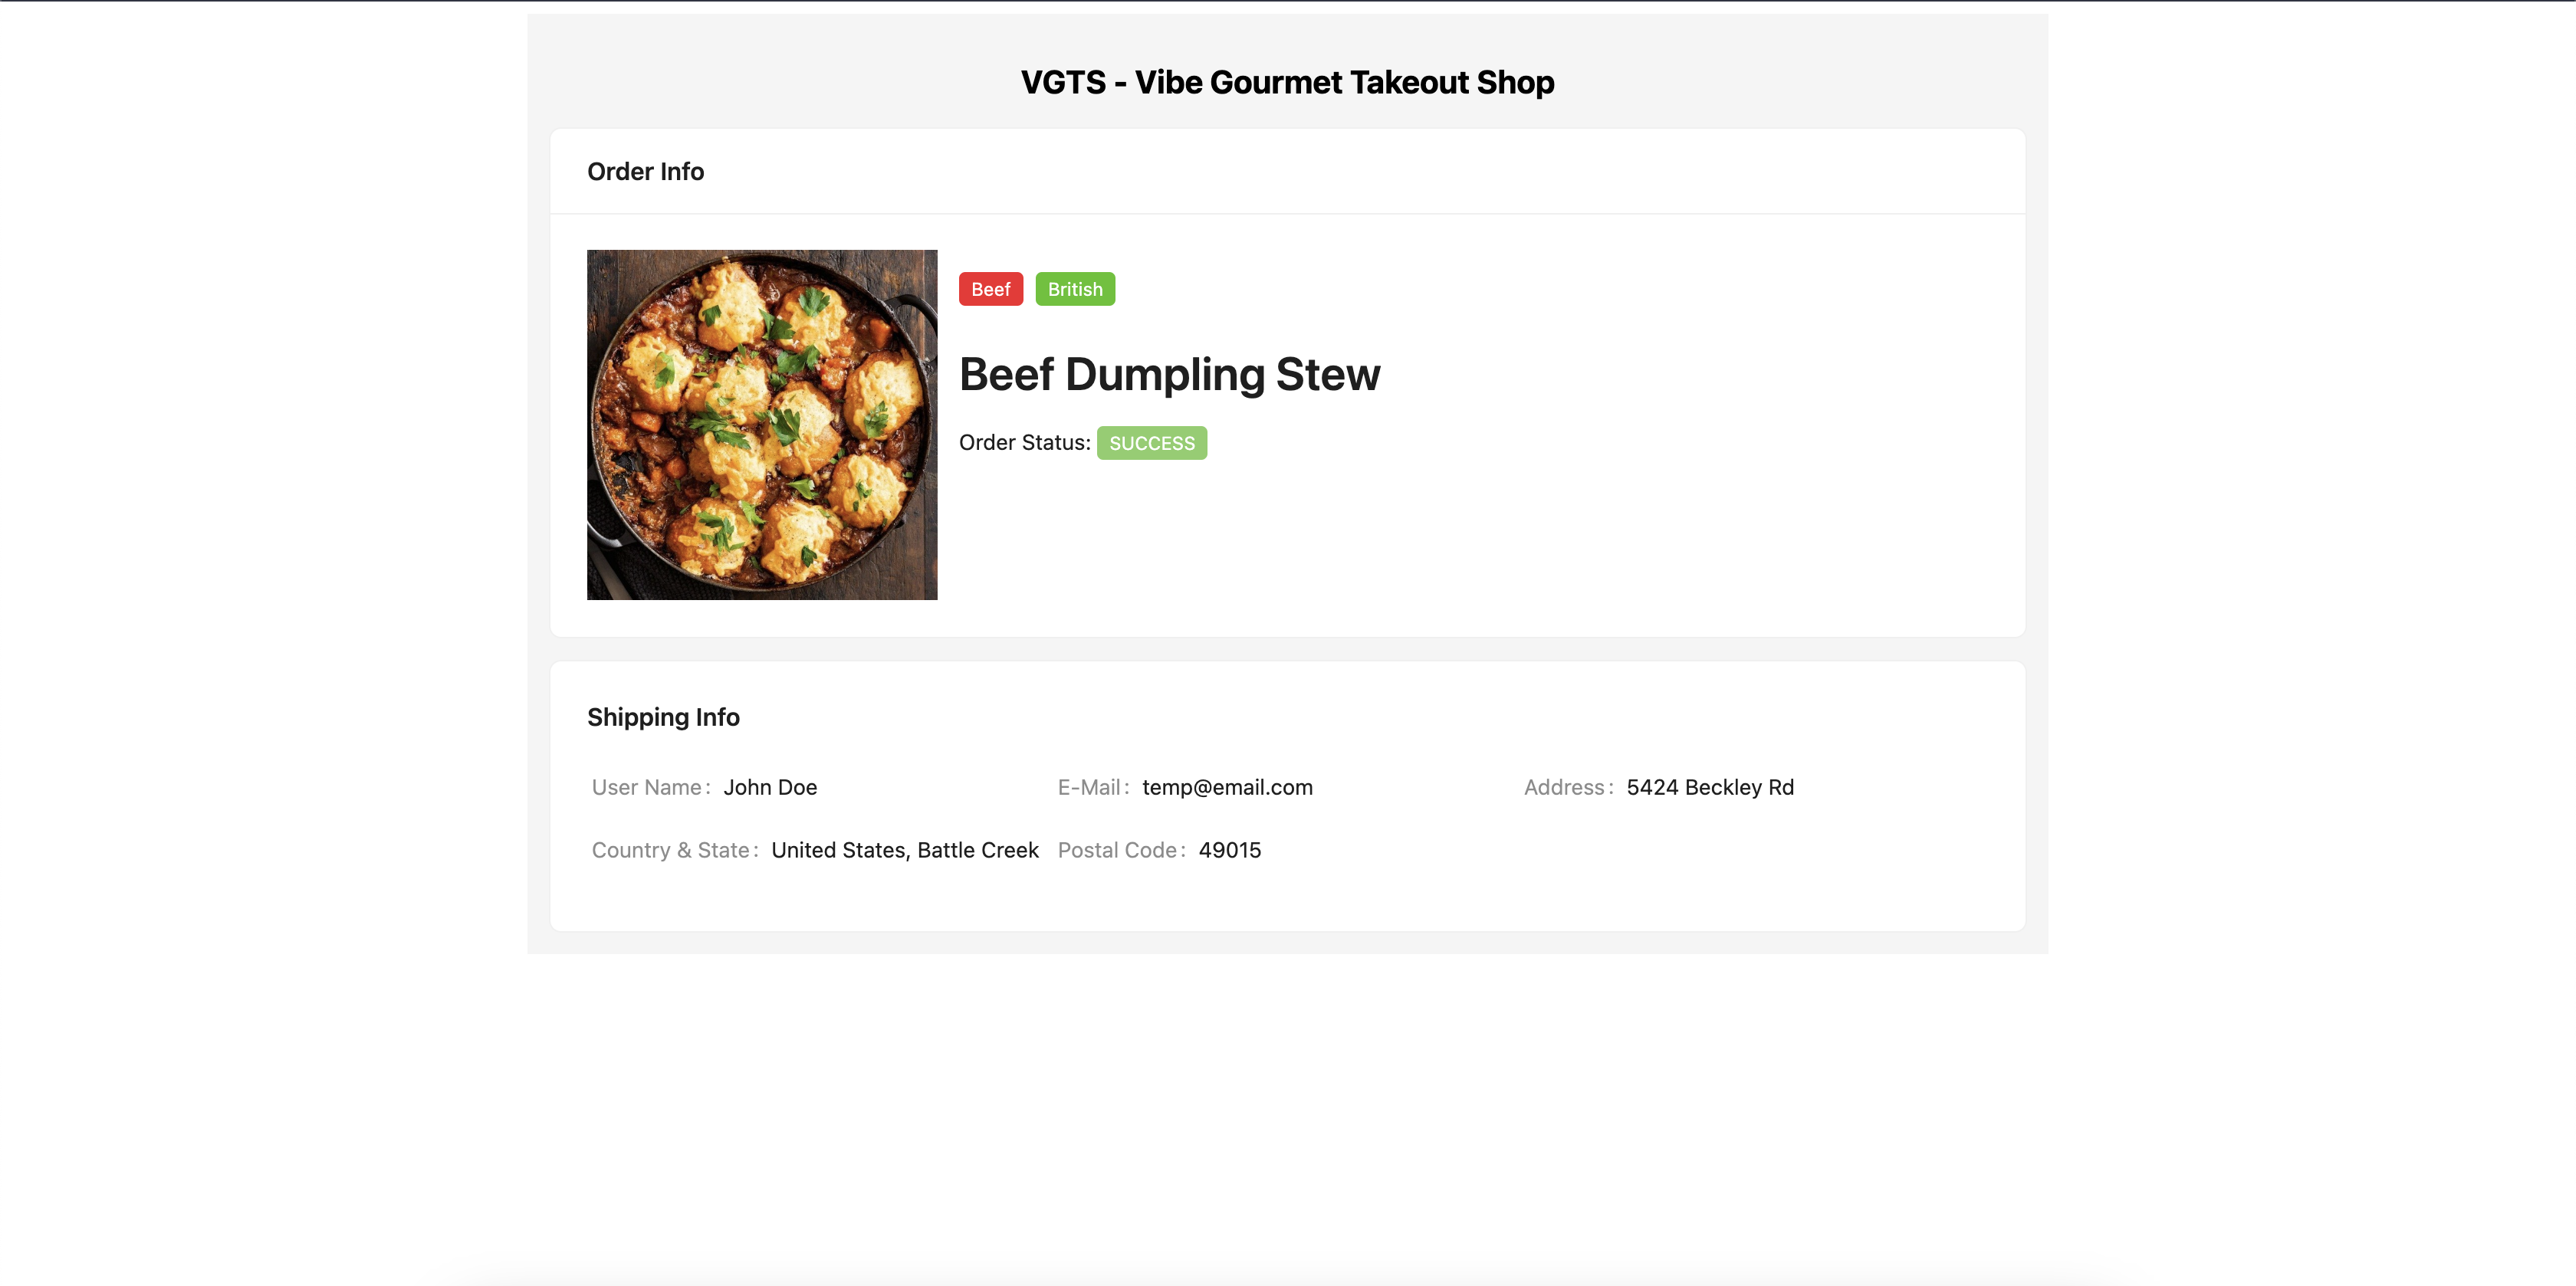 VGTS - Vibe Gourmet Takeout Shop
Order Info
Beef British
Beef Dumpling Stew
Order Status: SUCCESS
Shipping Info
User Name: John Doe E-Mail: temp@email.com Address: 5424 Beckley Rd
Country & State: United States, Battle Creek Postal Code: 49015